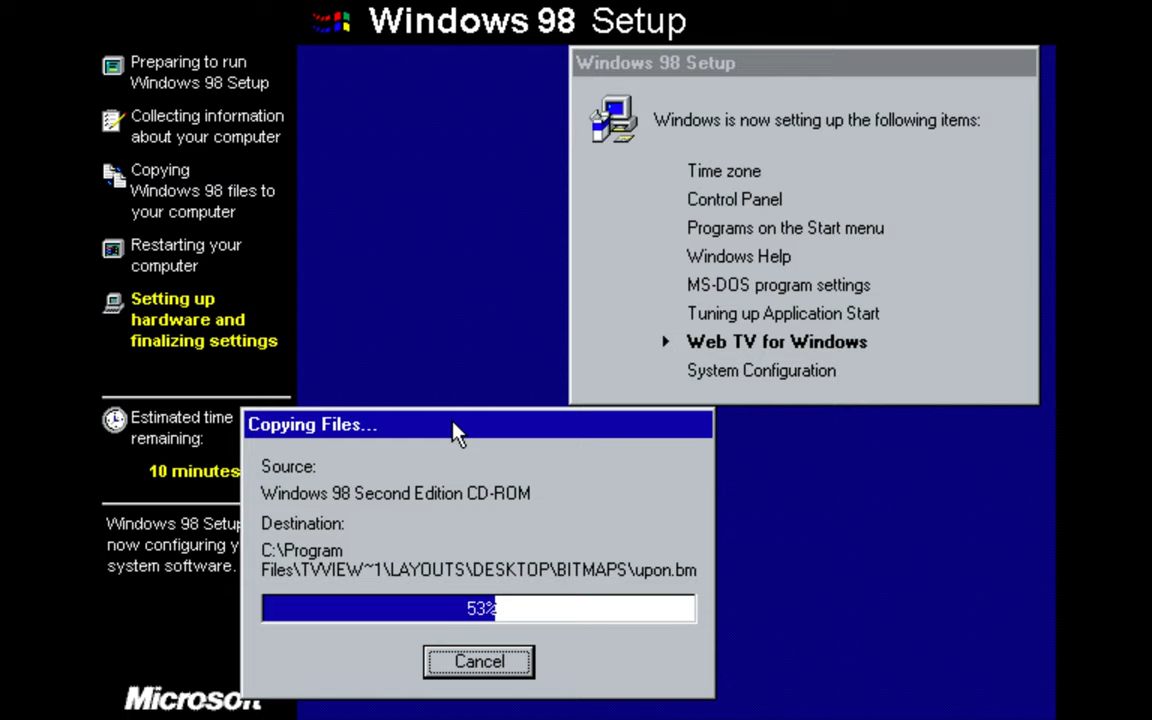 Windows 98 Setup
Preparing to run
Windows 98 Setup
Collecting information
about your computer
Copying
Windows 98 files to
your computer
Restarting your
computer
Setting up
hardware and
finalizing settings
Estimated time
remaining:
10 minutes
Windows 98 Setu
now configuring y
system software.
Microsoft
Windows 98 Setup
Windows is now setting up the following items:
Time zone
Control Panel
Programs on the Start menu
Windows Help
MS-DOS program settings
Tuning up Application Start
Web TV for Windows
System Configuration
Copying Files...
Source:
Windows 98 Second Edition CD-ROM
Destination:
C:\Program
Files\TVVIEW~1\LAYOUTS\DESKTOP\BITMAPS\upon.bm
53%
Cancel